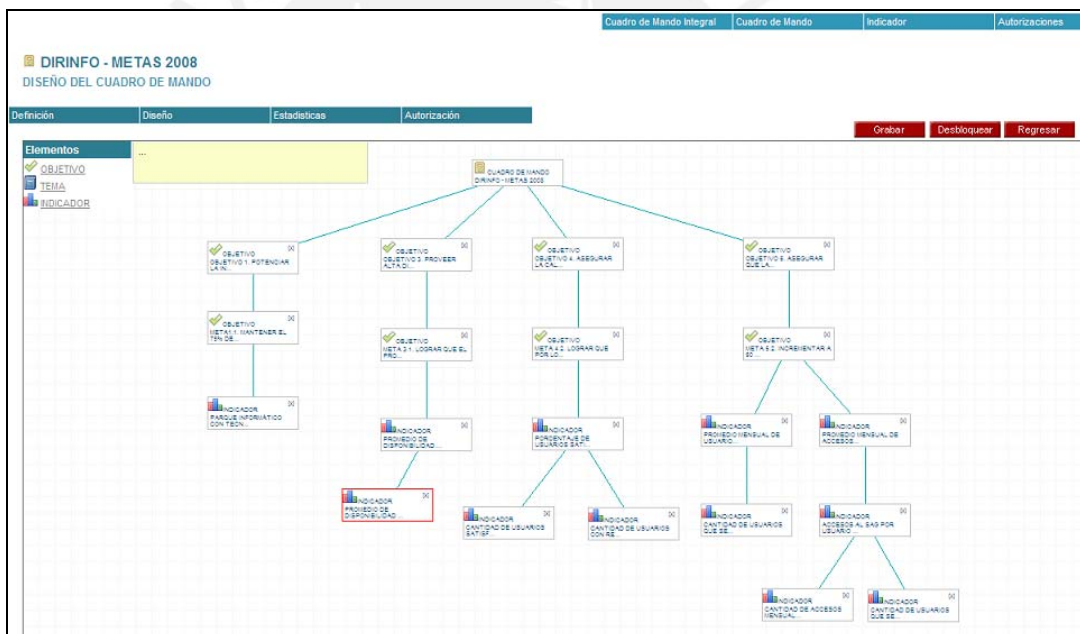 Cuadro de Mando Integral Cuadro de Mando Indicador Autorizaciones
DIRINFO - METAS 2008
DISEÑO DEL CUADRO DE MANDO
Definición Diseño Estadisticas Autorización
Grabar Desbloquear Regresar
Elementos
...
OBJETIVO
TEMA
INDICADOR
CUADRO DE MANDO
DIRINFO - METAS 2008
OBJETIVO
OBJETIVO 1. POTENCIAR
LA IN...
OBJETIVO
OBJETIVO 3. PROVEER
ALTA DI...
OBJETIVO
OBJETIVO 4. ASEGURAR
LA CAL...
OBJETIVO
OBJETIVO 5. ASEGURAR
QUE LA...
OBJETIVO
META 1.1. MANTENER EL
75% DE...
OBJETIVO
META 3.1. LOGRAR QUE EL
PRO...
OBJETIVO
META 4.2. LOGRAR QUE
POR LO...
OBJETIVO
META 5.2. INCREMENTAR A
80 ...
INDICADOR
PARQUE INFORMÁTICO
CON TECN...
INDICADOR
PROMEDIO DE
DISPONIBILIDAD ...
INDICADOR
PORCENTAJE DE
USUARIOS SATI...
INDICADOR
PROMEDIO MENSUAL DE
USUARIO...
INDICADOR
PROMEDIO MENSUAL DE
ACCESOS...
INDICADOR
PROMEDIO DE
DISPONIBILIDAD ...
INDICADOR
CANTIDAD DE USUARIOS
SATISF...
INDICADOR
CANTIDAD DE USUARIOS
CON RE...
INDICADOR
CANTIDAD DE USUARIOS
QUE SE...
INDICADOR
ACCESOS AL SAG POR
USUARIO ...
INDICADOR
CANTIDAD DE ACCESOS
MENSUAL...
INDICADOR
CANTIDAD DE USUARIOS
QUE SE...